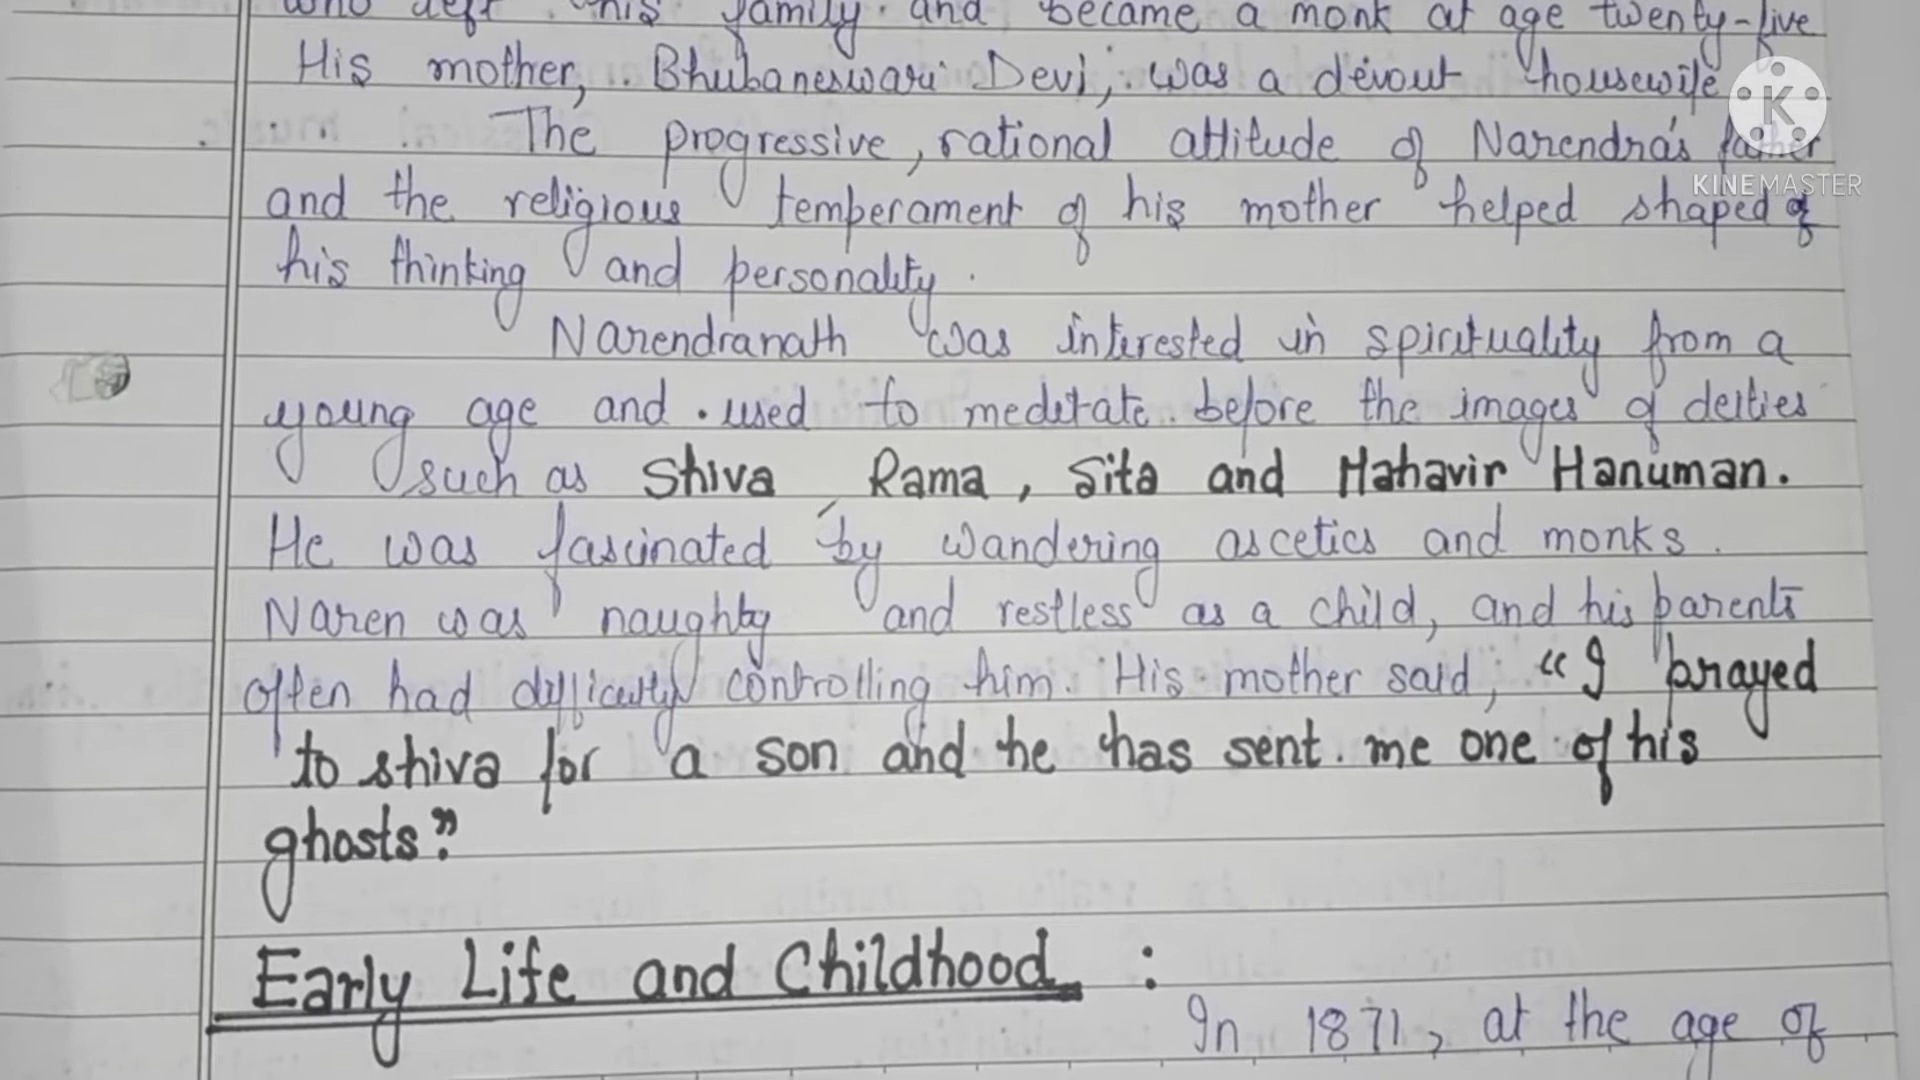 who left his family and became a monk at age twenty-five
His mother, Bhubaneswari Devi, was a devout housewife
The progressive, rational attitude of Narendra's father
KINEMASTER
and the religious temperament of his mother helped shaped of
his thinking and personality.
Narendranath was interested in spirituality from a
young age and used to meditate before the images of deities
such as Shiva, Rama, Sita and Mahavir Hanuman.
He was fascinated by wandering ascetics and monks.
Naren was naughty and restless as a child, and his parents
often had difficulty controlling him. His mother said, "I prayed
to shiva for a son and he has sent me one of his
ghosts".
Early Life and Childhood :
In 1871, at the age of